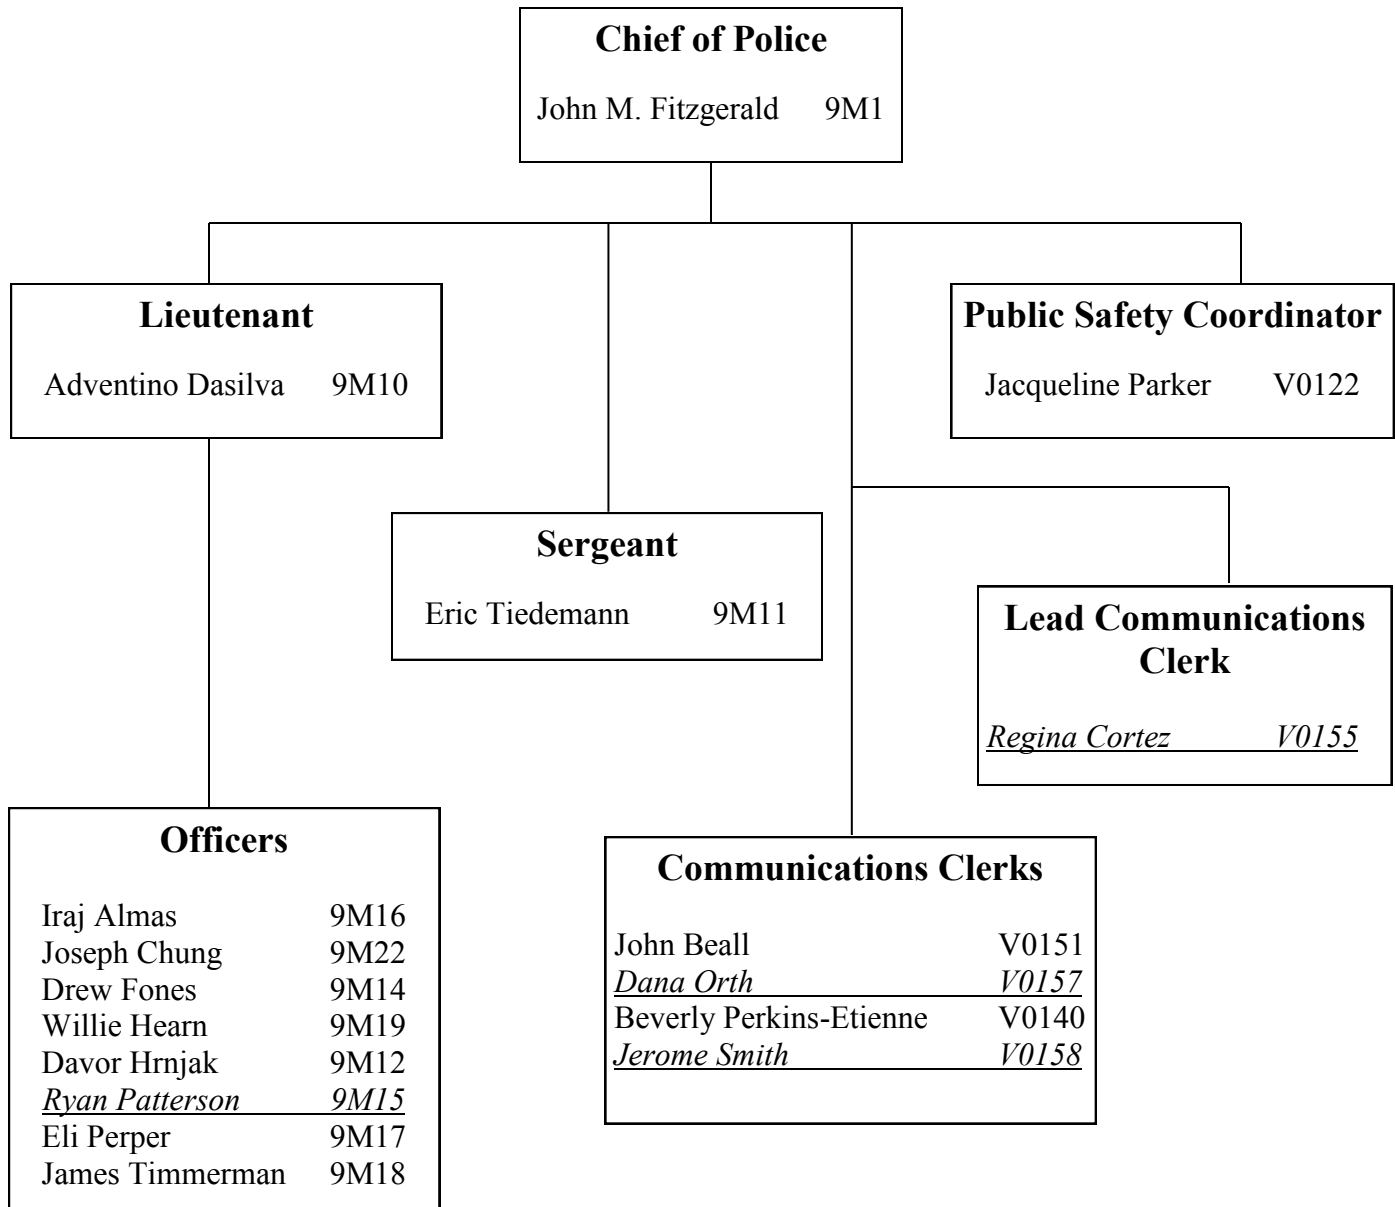 Chief of Police
John M. Fitzgerald 9M1
Lieutenant
Adventino Dasilva 9M10
Public Safety Coordinator
Jacqueline Parker V0122
Sergeant
Eric Tiedemann 9M11
Lead Communications
Clerk
Regina Cortez V0155
Officers
Iraj Almas 9M16
Joseph Chung 9M22
Drew Fones 9M14
Willie Hearn 9M19
Davor Hrnjak 9M12
Ryan Patterson 9M15
Eli Perper 9M17
James Timmerman 9M18
Communications Clerks
John Beall V0151
Dana Orth V0157
Beverly Perkins-Etienne V0140
Jerome Smith V0158